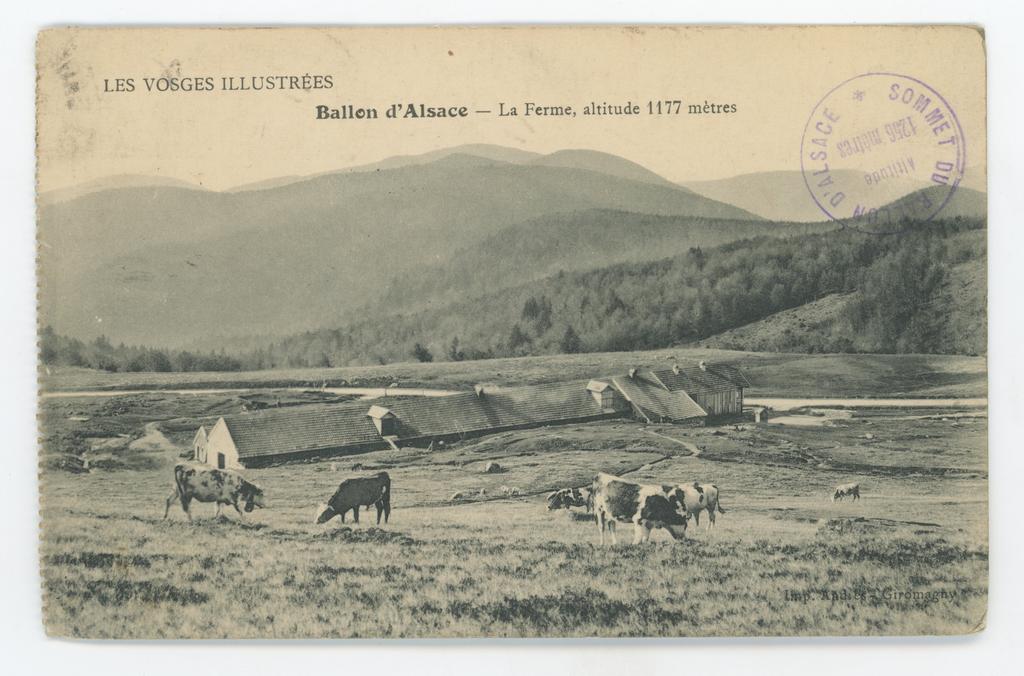 LES VOSGES ILLUSTRÉES
Ballon d'Alsace — La Ferme, altitude 1177 mètres
SOMMET DU BALLON D'ALSACE *
Altitude
1256 mètres
Imp. Andrès - Giromagny